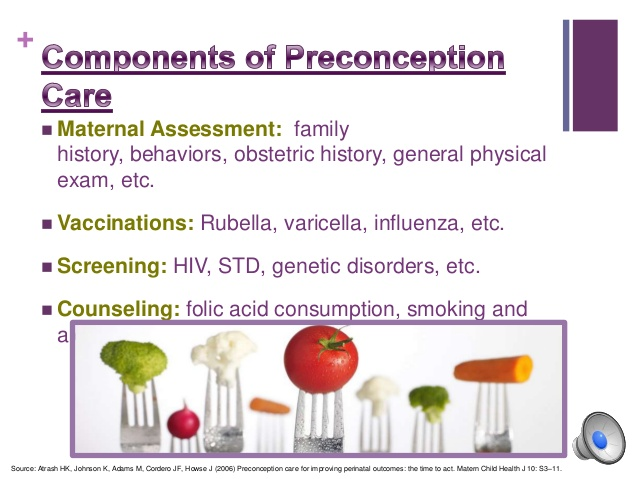 +
Components of Preconception
Care
Maternal Assessment: family
history, behaviors, obstetric history, general physical
exam, etc.
Vaccinations: Rubella, varicella, influenza, etc.
Screening: HIV, STD, genetic disorders, etc.
Counseling: folic acid consumption, smoking and
Source: Atrash HK, Johnson K, Adams M, Cordero JF, Howse J (2006) Preconception care for improving perinatal outcomes: the time to act. Matern Child Health J 10: S3–11.